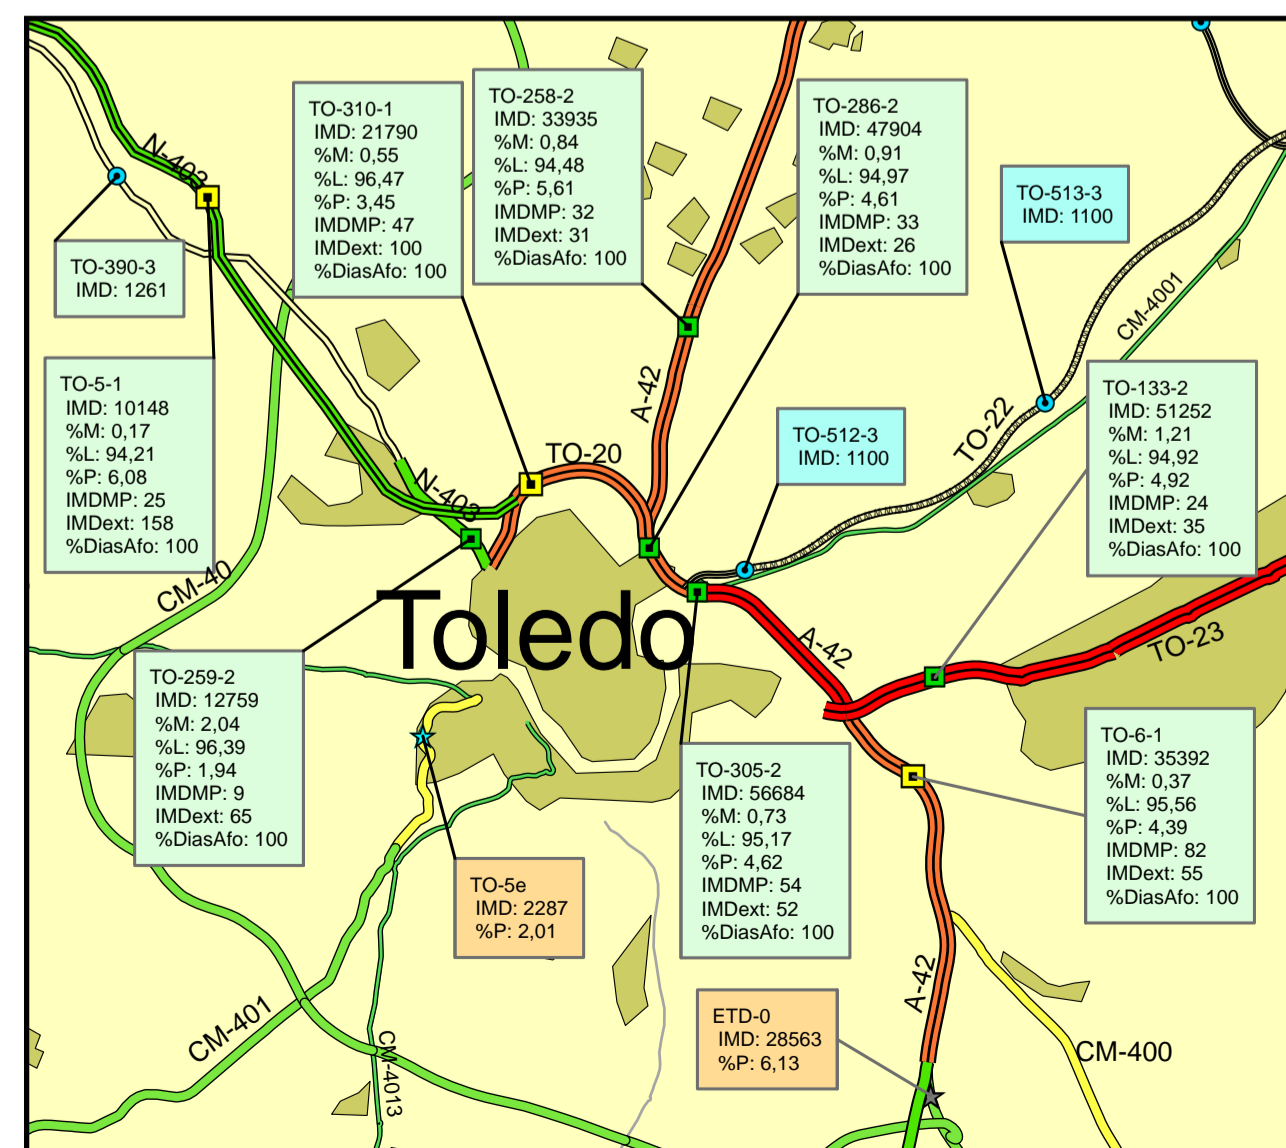 TO-310-1
IMD: 21790
%M: 0,55
%L: 96,47
%P: 3,45
IMDMP: 47
IMDext: 100
%DiasAfo: 100
TO-258-2
IMD: 33935
%M: 0,84
%L: 94,48
%P: 5,61
IMDMP: 32
IMDext: 31
%DiasAfo: 100
TO-286-2
IMD: 47904
%M: 0,91
%L: 94,97
%P: 4,61
IMDMP: 33
IMDext: 26
%DiasAfo: 100
TO-513-3
IMD: 1100
N-403
TO-390-3
IMD: 1261
CM-4001
TO-5-1
IMD: 10148
%M: 0,17
%L: 94,21
%P: 6,08
IMDMP: 25
IMDext: 158
%DiasAfo: 100
A-42
TO-133-2
IMD: 51252
%M: 1,21
%L: 94,92
%P: 4,92
IMDMP: 24
IMDext: 35
%DiasAfo: 100
TO-512-3
IMD: 1100
TO-22
TO-20
N-403
CM-40
Toledo
A-42
TO-23
TO-259-2
IMD: 12759
%M: 2,04
%L: 96,39
%P: 1,94
IMDMP: 9
IMDext: 65
%DiasAfo: 100
TO-305-2
IMD: 56684
%M: 0,73
%L: 95,17
%P: 4,62
IMDMP: 54
IMDext: 52
%DiasAfo: 100
TO-6-1
IMD: 35392
%M: 0,37
%L: 95,56
%P: 4,39
IMDMP: 82
IMDext: 55
%DiasAfo: 100
TO-5e
IMD: 2287
%P: 2,01
A-42
ETD-0
IMD: 28563
%P: 6,13
CM-401
CM-4013
CM-400